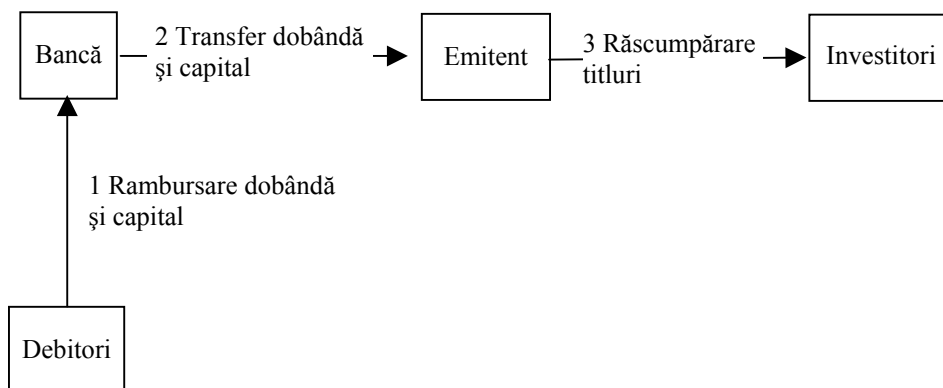 Bancă
2 Transfer dobândă
şi capital
Emitent
3 Răscumpărare
titluri
Investitori
1 Rambursare dobândă
şi capital
Debitori